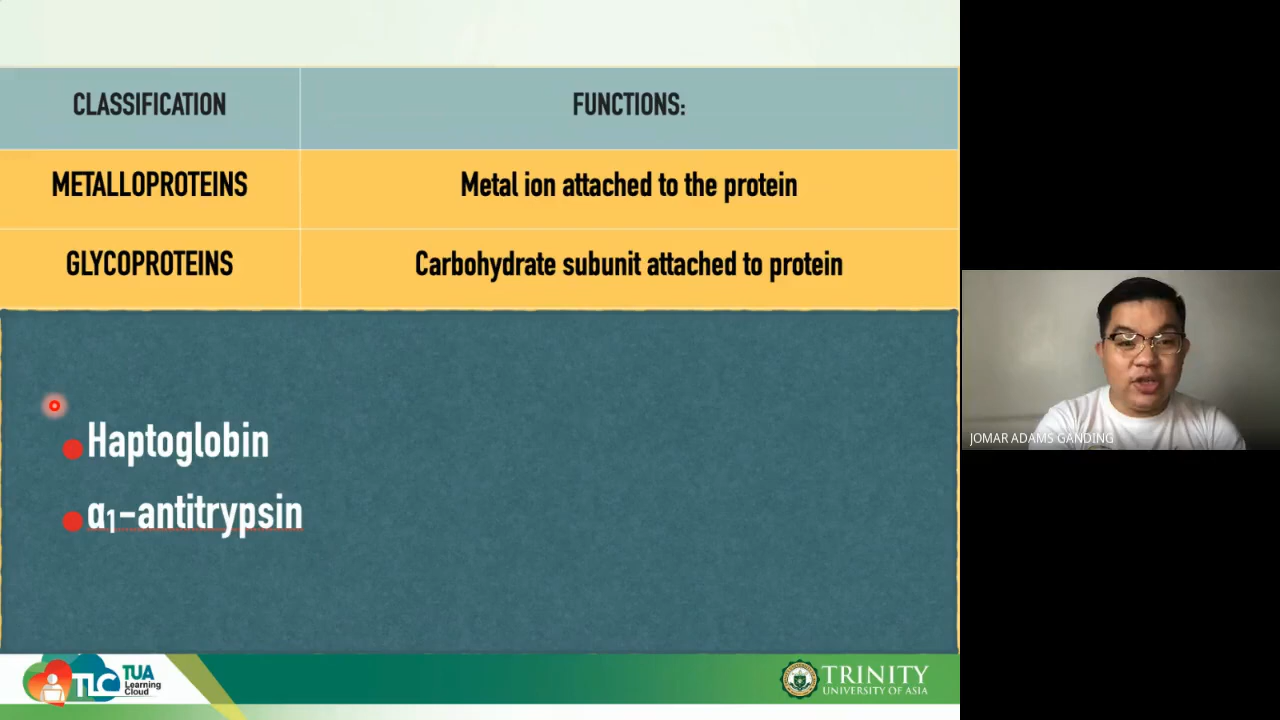 CLASSIFICATION
FUNCTIONS:
METALLOPROTEINS
Metal ion attached to the protein
GLYCOPROTEINS
Carbohydrate subunit attached to protein
Haptoglobin
α₁-antitrypsin
JOMAR ADAMS GANDING
TLC
TUA
Learning
Cloud
TRINITY
UNIVERSITY OF ASIA